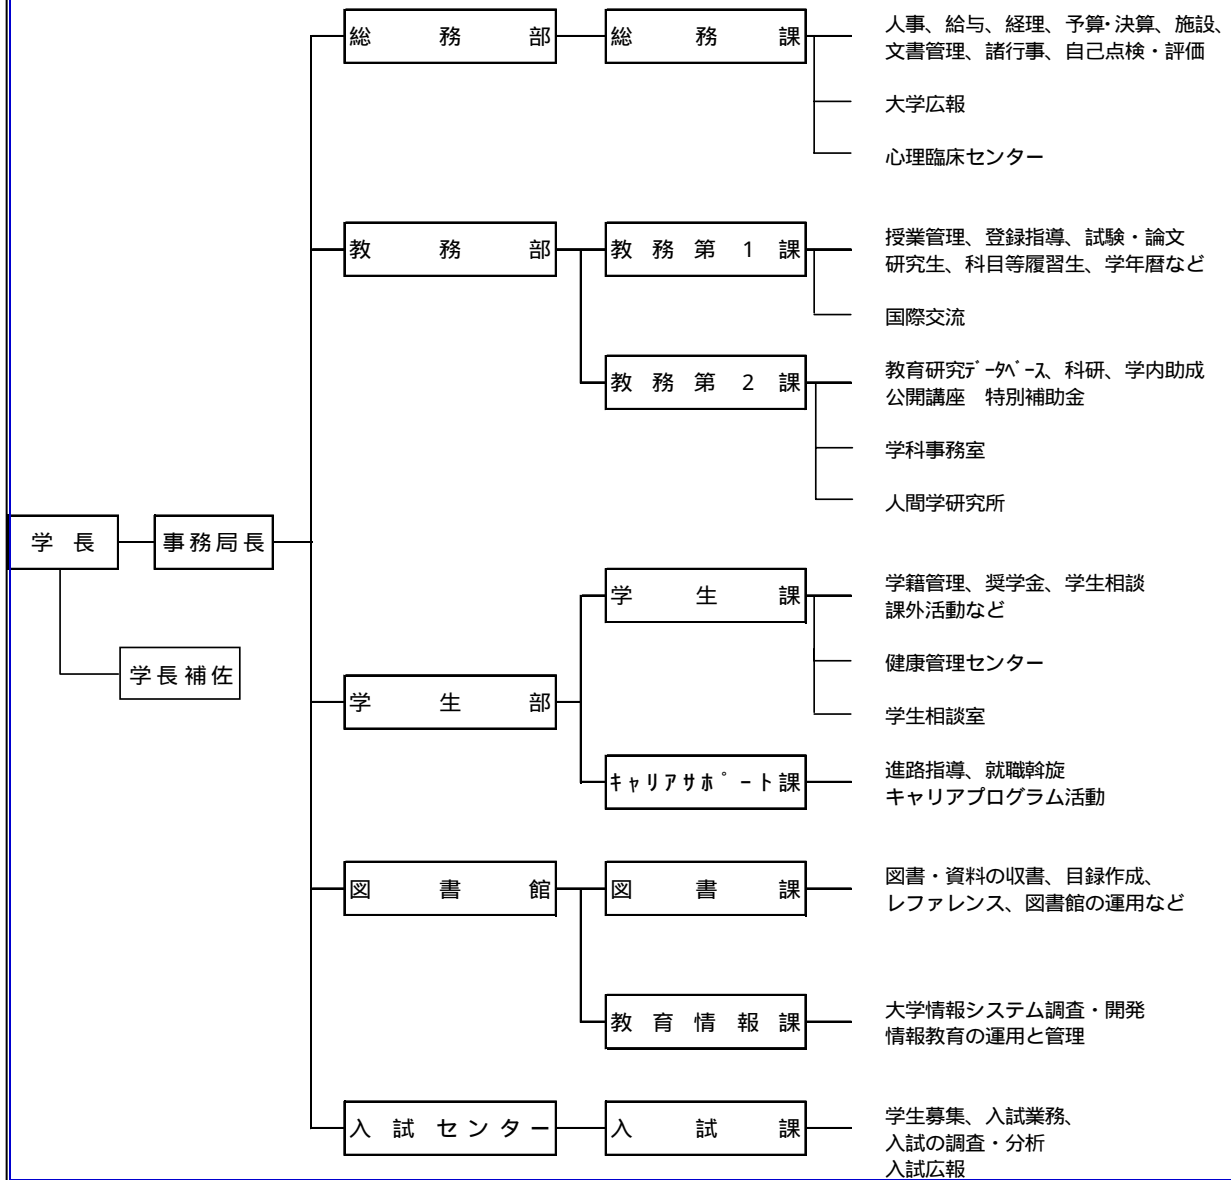 総務部
総務課
人事、給与、経理、予算・決算、施設、
文書管理、諸行事、自己点検・評価
大学広報
心理臨床センター
教務部
教務第1課
授業管理、登録指導、試験・論文
研究生、科目等履習生、学年暦など
国際交流
教務第2課
教育研究ﾃﾞｰﾀﾍﾞｰｽ、科研、学内助成
公開講座　特別補助金
学科事務室
人間学研究所
学長
事務局長
学長補佐
学生部
学生課
学籍管理、奨学金、学生相談
課外活動など
健康管理センター
学生相談室
ｷｬﾘｱｻﾎﾟｰﾄ課
進路指導、就職斡旋
キャリアプログラム活動
図書館
図書課
図書・資料の収書、目録作成、
レファレンス、図書館の運用など
教育情報課
大学情報システム調査・開発
情報教育の運用と管理
入試センター
入試課
学生募集、入試業務、
入試の調査・分析
入試広報